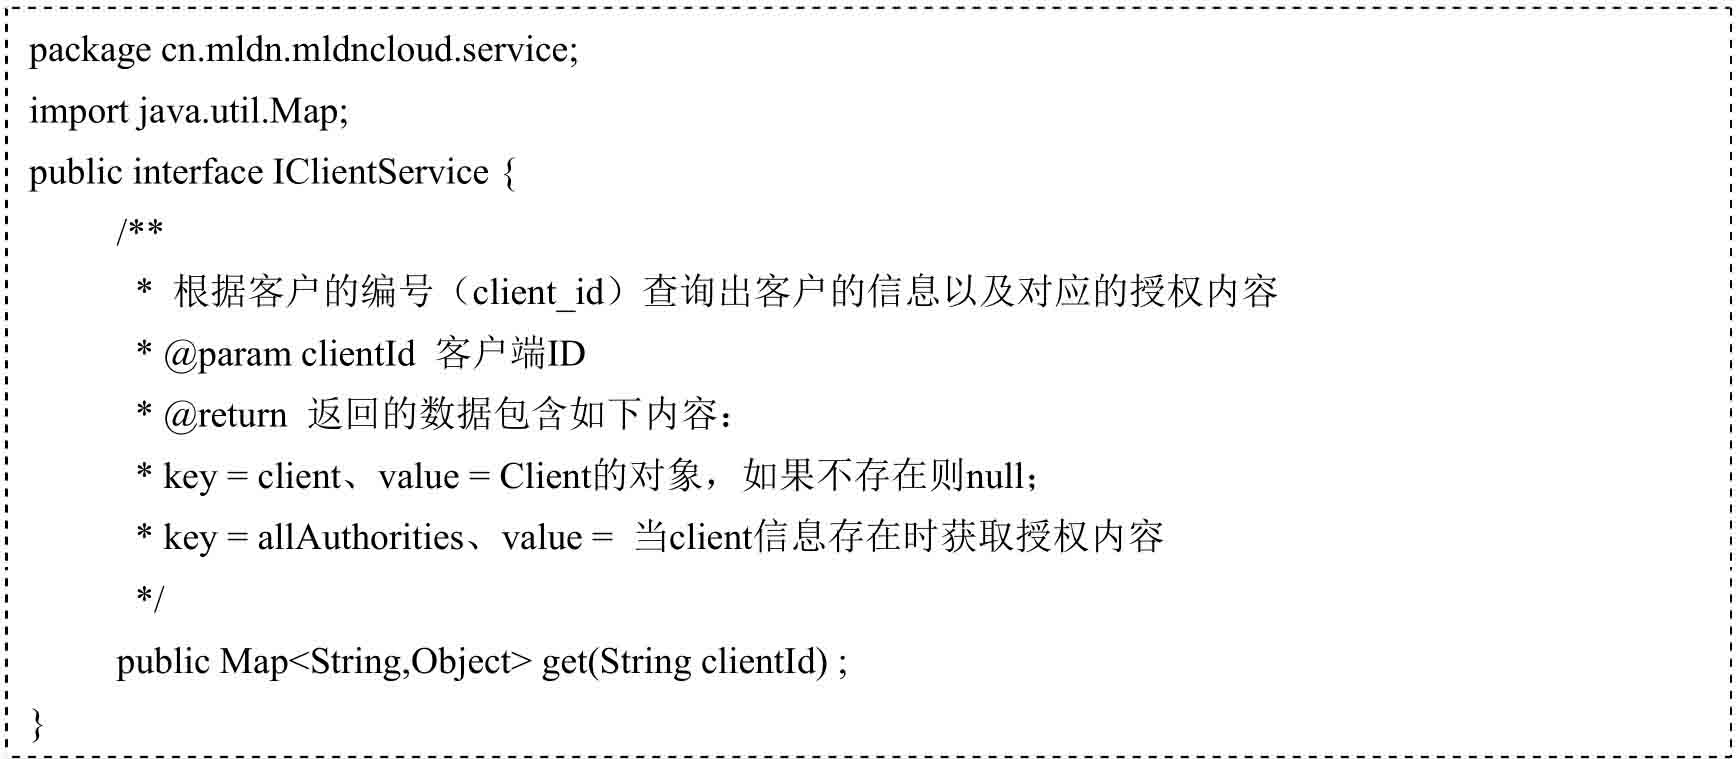 package cn.mldn.mldncloud.service;
import java.util.Map;
public interface IClientService {
/**
* 根据客户的编号（client_id）查询出客户的信息以及对应的授权内容
* @param clientId 客户端ID
* @return 返回的数据包含如下内容：
* key = client、value = Client的对象，如果不存在则null；
* key = allAuthorities、value = 当client信息存在时获取授权内容
*/
public Map<String,Object> get(String clientId) ;
}